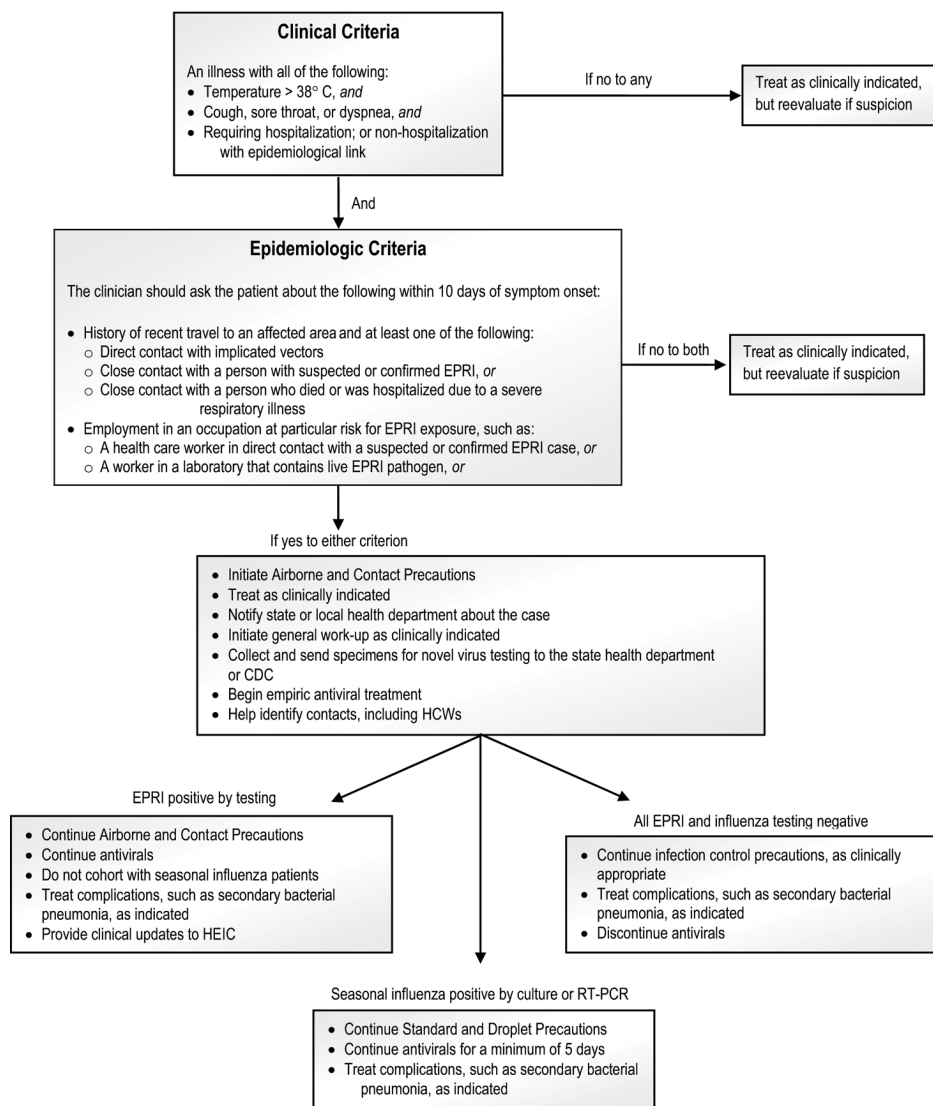 Clinical Criteria
An illness with all of the following:
• Temperature > 38° C, and
• Cough, sore throat, or dyspnea, and
• Requiring hospitalization; or non-hospitalization
with epidemiological link
If no to any
Treat as clinically indicated,
but reevaluate if suspicion
And
Epidemiologic Criteria
The clinician should ask the patient about the following within 10 days of symptom onset:
• History of recent travel to an affected area and at least one of the following:
o Direct contact with implicated vectors
o Close contact with a person with suspected or confirmed EPRI, or
o Close contact with a person who died or was hospitalized due to a severe
respiratory illness
• Employment in an occupation at particular risk for EPRI exposure, such as:
o A health care worker in direct contact with a suspected or confirmed EPRI case, or
o A worker in a laboratory that contains live EPRI pathogen, or
If no to both
Treat as clinically indicated,
but reevaluate if suspicion
If yes to either criterion
• Initiate Airborne and Contact Precautions
• Treat as clinically indicated
• Notify state or local health department about the case
• Initiate general work-up as clinically indicated
• Collect and send specimens for novel virus testing to the state health department
or CDC
• Begin empiric antiviral treatment
• Help identify contacts, including HCWs
EPRI positive by testing
• Continue Airborne and Contact Precautions
• Continue antivirals
• Do not cohort with seasonal influenza patients
• Treat complications, such as secondary bacterial
pneumonia, as indicated
• Provide clinical updates to HEIC
All EPRI and influenza testing negative
• Continue infection control precautions, as clinically
appropriate
• Treat complications, such as secondary bacterial
pneumonia, as indicated
• Discontinue antivirals
Seasonal influenza positive by culture or RT-PCR
• Continue Standard and Droplet Precautions
• Continue antivirals for a minimum of 5 days
• Treat complications, such as secondary bacterial
pneumonia, as indicated